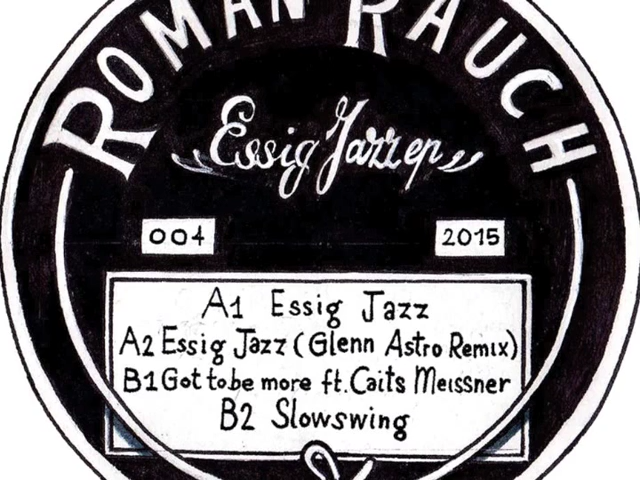 ROMAN RAUCH
„Essig Jazz ep„
004
2015
A1 Essig Jazz
A2 Essig Jazz (Glenn Astro Remix)
B1 Got to be more ft. Caits Meissner
B2 Slowswing